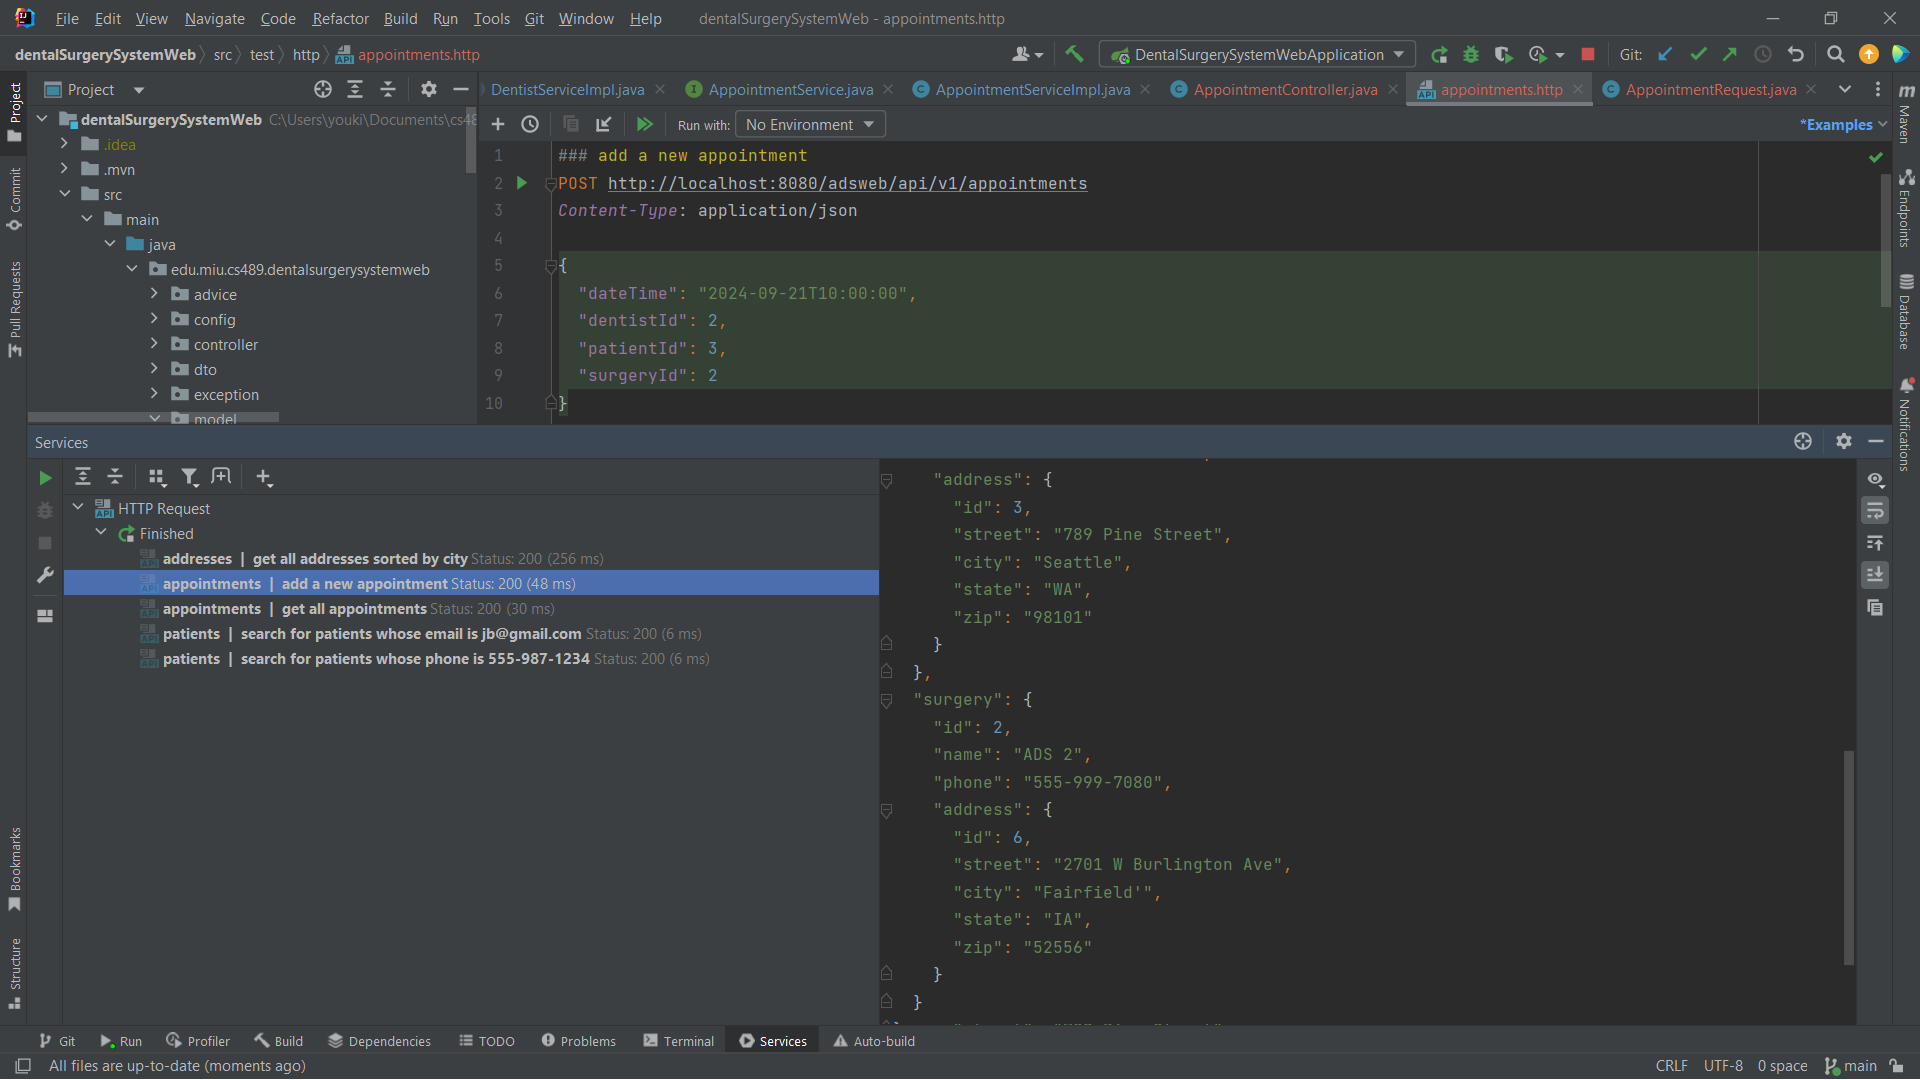 File Edit View Navigate Code Refactor Build Run Tools Git Window Help dentalSurgerySystemWeb - appointments.http
dentalSurgerySystemWeb src test http appointments.http DentalSurgerySystemWebApplication Git:
Project
DentistServiceImpl.java AppointmentService.java AppointmentServiceImpl.java AppointmentController.java appointments.http AppointmentRequest.java
Run with: No Environment *Examples
dentalSurgerySystemWeb C:\Users\youki\Documents\cs48
.idea
.mvn
src
main
java
edu.miu.cs489.dentalsurgerysystemweb
advice
config
controller
dto
exception
model
1 ### add a new appointment
2 POST http://localhost:8080/adsweb/api/v1/appointments
3 Content-Type: application/json
4
5 {
6 "dateTime": "2024-09-21T10:00:00",
7 "dentistId": 2,
8 "patientId": 3,
9 "surgeryId": 2
10 }
Project
Commit
Pull Requests
Bookmarks
Structure
m
Maven
Endpoints
Database
Notifications
Services
HTTP Request
Finished
addresses | get all addresses sorted by city Status: 200 (256 ms)
appointments | add a new appointment Status: 200 (48 ms)
appointments | get all appointments Status: 200 (30 ms)
patients | search for patients whose email is jb@gmail.com Status: 200 (6 ms)
patients | search for patients whose phone is 555-987-1234 Status: 200 (6 ms)
"address": {
"id": 3,
"street": "789 Pine Street",
"city": "Seattle",
"state": "WA",
"zip": "98101"
}
},
"surgery": {
"id": 2,
"name": "ADS 2",
"phone": "555-999-7080",
"address": {
"id": 6,
"street": "2701 W Burlington Ave",
"city": "Fairfield'",
"state": "IA",
"zip": "52556"
}
}
Git Run Profiler Build Dependencies TODO Problems Terminal Services Auto-build
All files are up-to-date (moments ago) CRLF UTF-8 0 space main